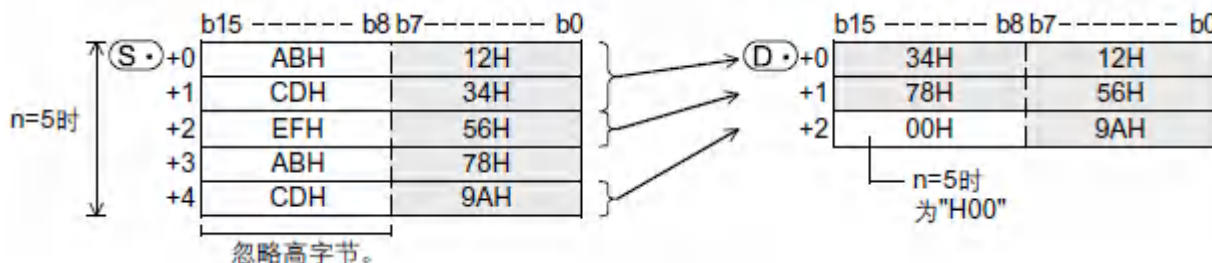 b15 ------- b8 b7 ------- b0 b15 ------- b8 b7 ------- b0
S· +0 ABH 12H D· +0 34H 12H
+1 CDH 34H +1 78H 56H
n=5时 +2 EFH 56H +2 00H 9AH
+3 ABH 78H
+4 CDH 9AH
n=5时
为"H00"
忽略高字节。